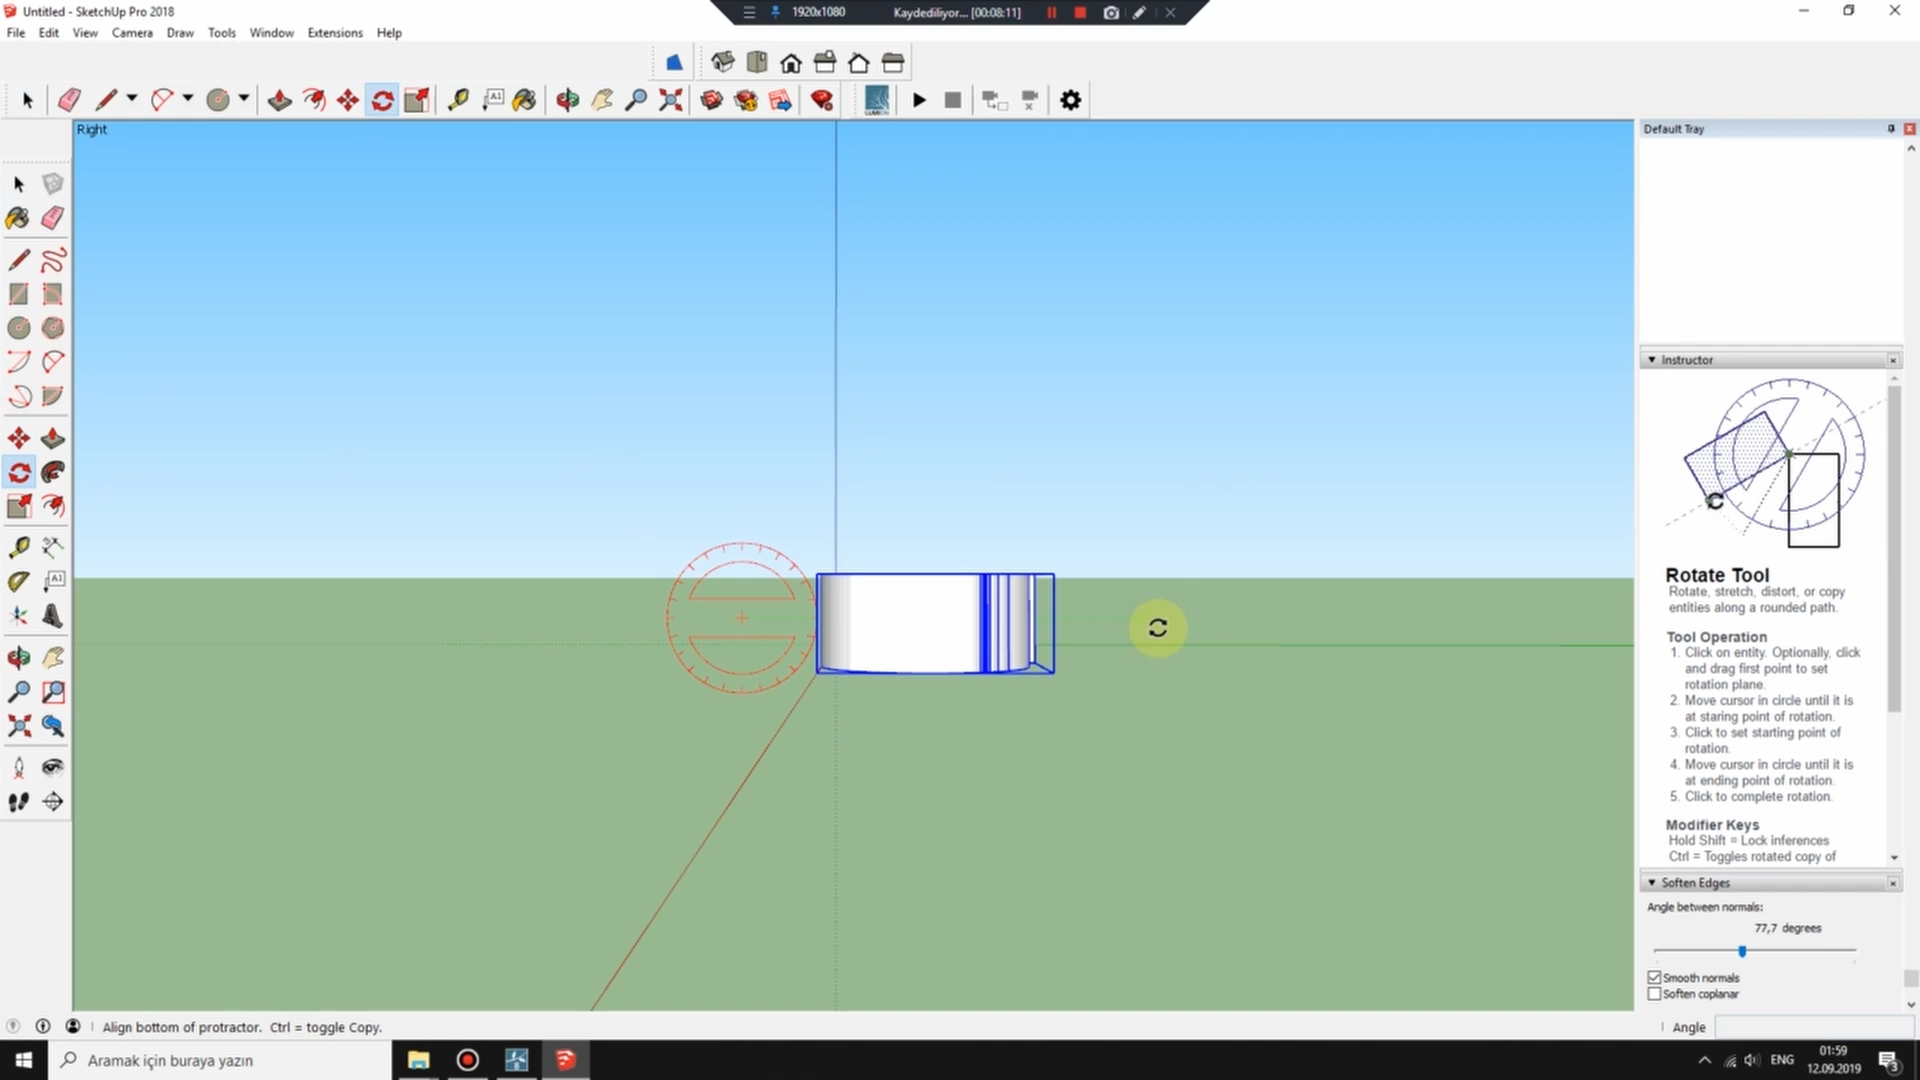 Untitled - SketchUp Pro 2018
1920x1080
Kaydediliyor... [00:08:11]
File Edit View Camera Draw Tools Window Extensions Help
A1
Right
Default Tray
Instructor
Rotate Tool
Rotate, stretch, distort, or copy
entities along a rounded path.
Tool Operation
1. Click on entity. Optionally, click
and drag first point to set
rotation plane.
2. Move cursor in circle until it is
at staring point of rotation.
3. Click to set starting point of
rotation.
4. Move cursor in circle until it is
at ending point of rotation.
5. Click to complete rotation.
Modifier Keys
Hold Shift = Lock inferences
Ctrl = Toggles rotated copy of
Soften Edges
Angle between normals:
77,7 degrees
Smooth normals
Soften coplanar
A1
Align bottom of protractor. Ctrl = toggle Copy.
Angle
Aramak için buraya yazın
ENG
01:59
12.09.2019
3